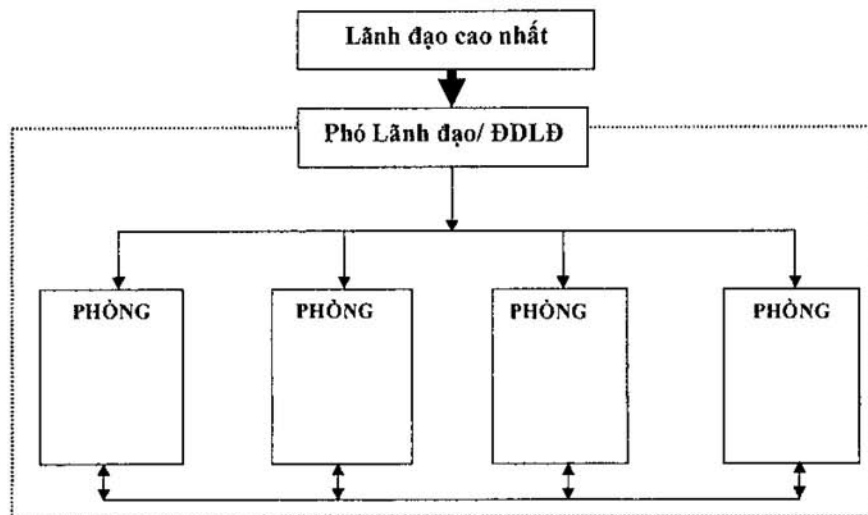 Lãnh đạo cao nhất
Phó Lãnh đạo/ ĐDLĐ
PHÒNG
PHÒNG
PHÒNG
PHÒNG